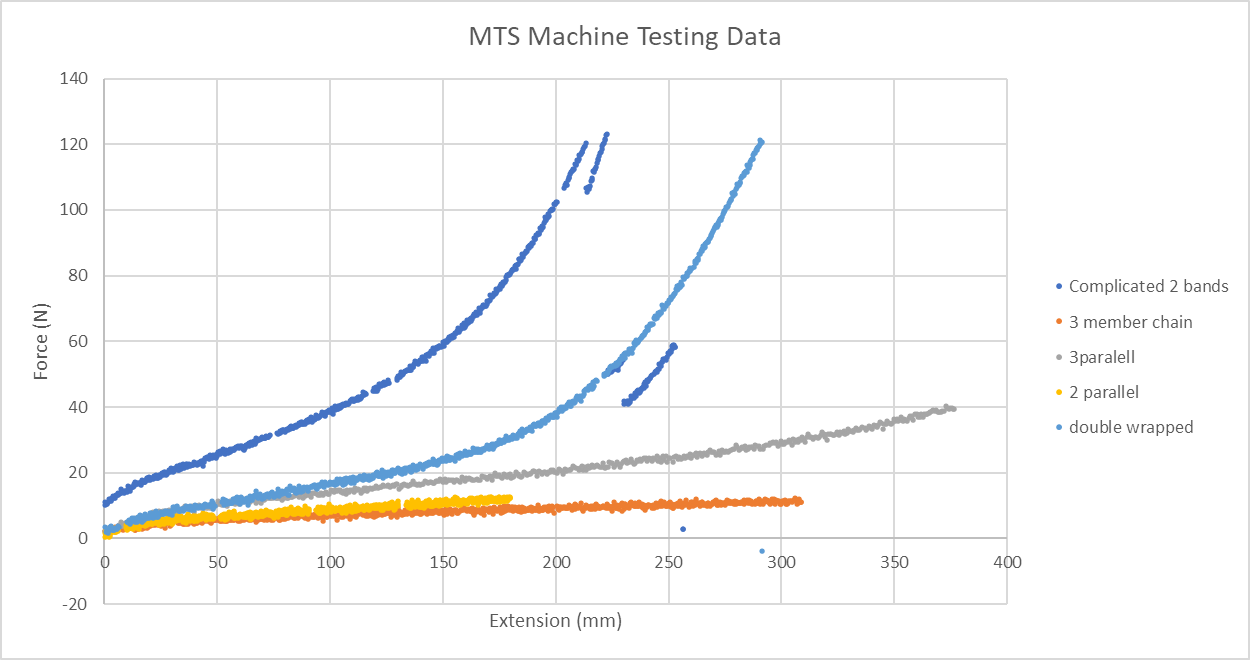 MTS Machine Testing Data
140
120
100
80
60
40
20
0
-20
Force (N)
0 50 100 150 200 250 300 350 400
Extension (mm)
Complicated 2 bands
3 member chain
3paralell
2 parallel
double wrapped